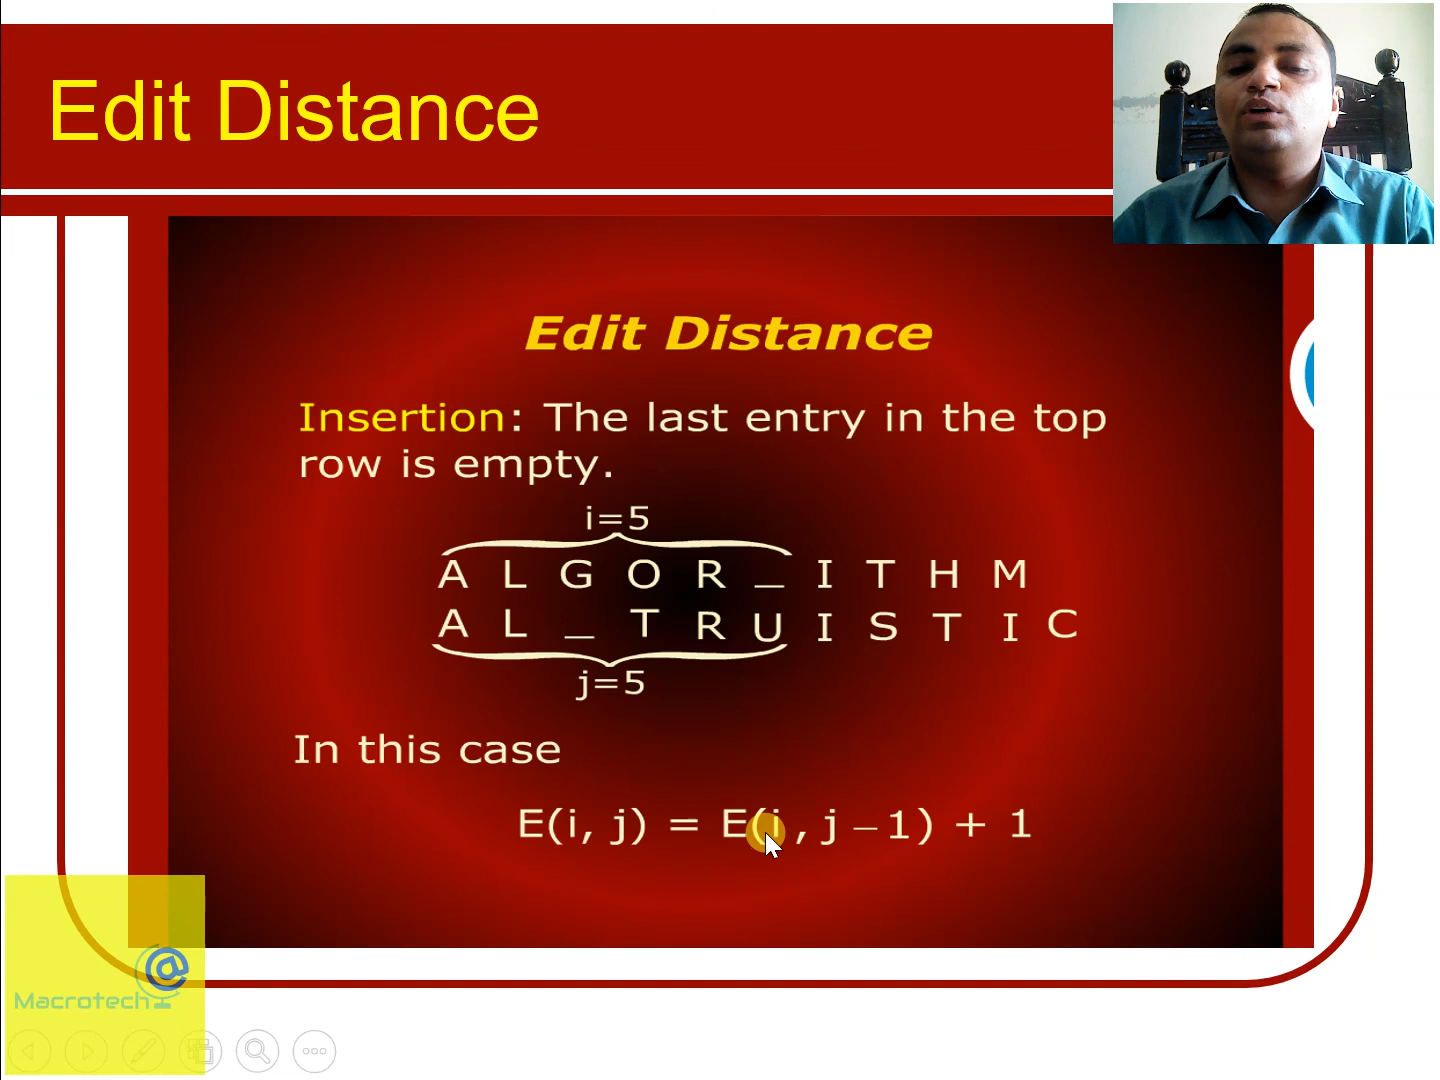 Edit Distance
Edit Distance
Insertion: The last entry in the top
row is empty.
i=5
A L G O R _ I T H M
A L _ T R U I S T I C
j=5
In this case
E(i, j) = E(i , j – 1) + 1
@
Macrotech